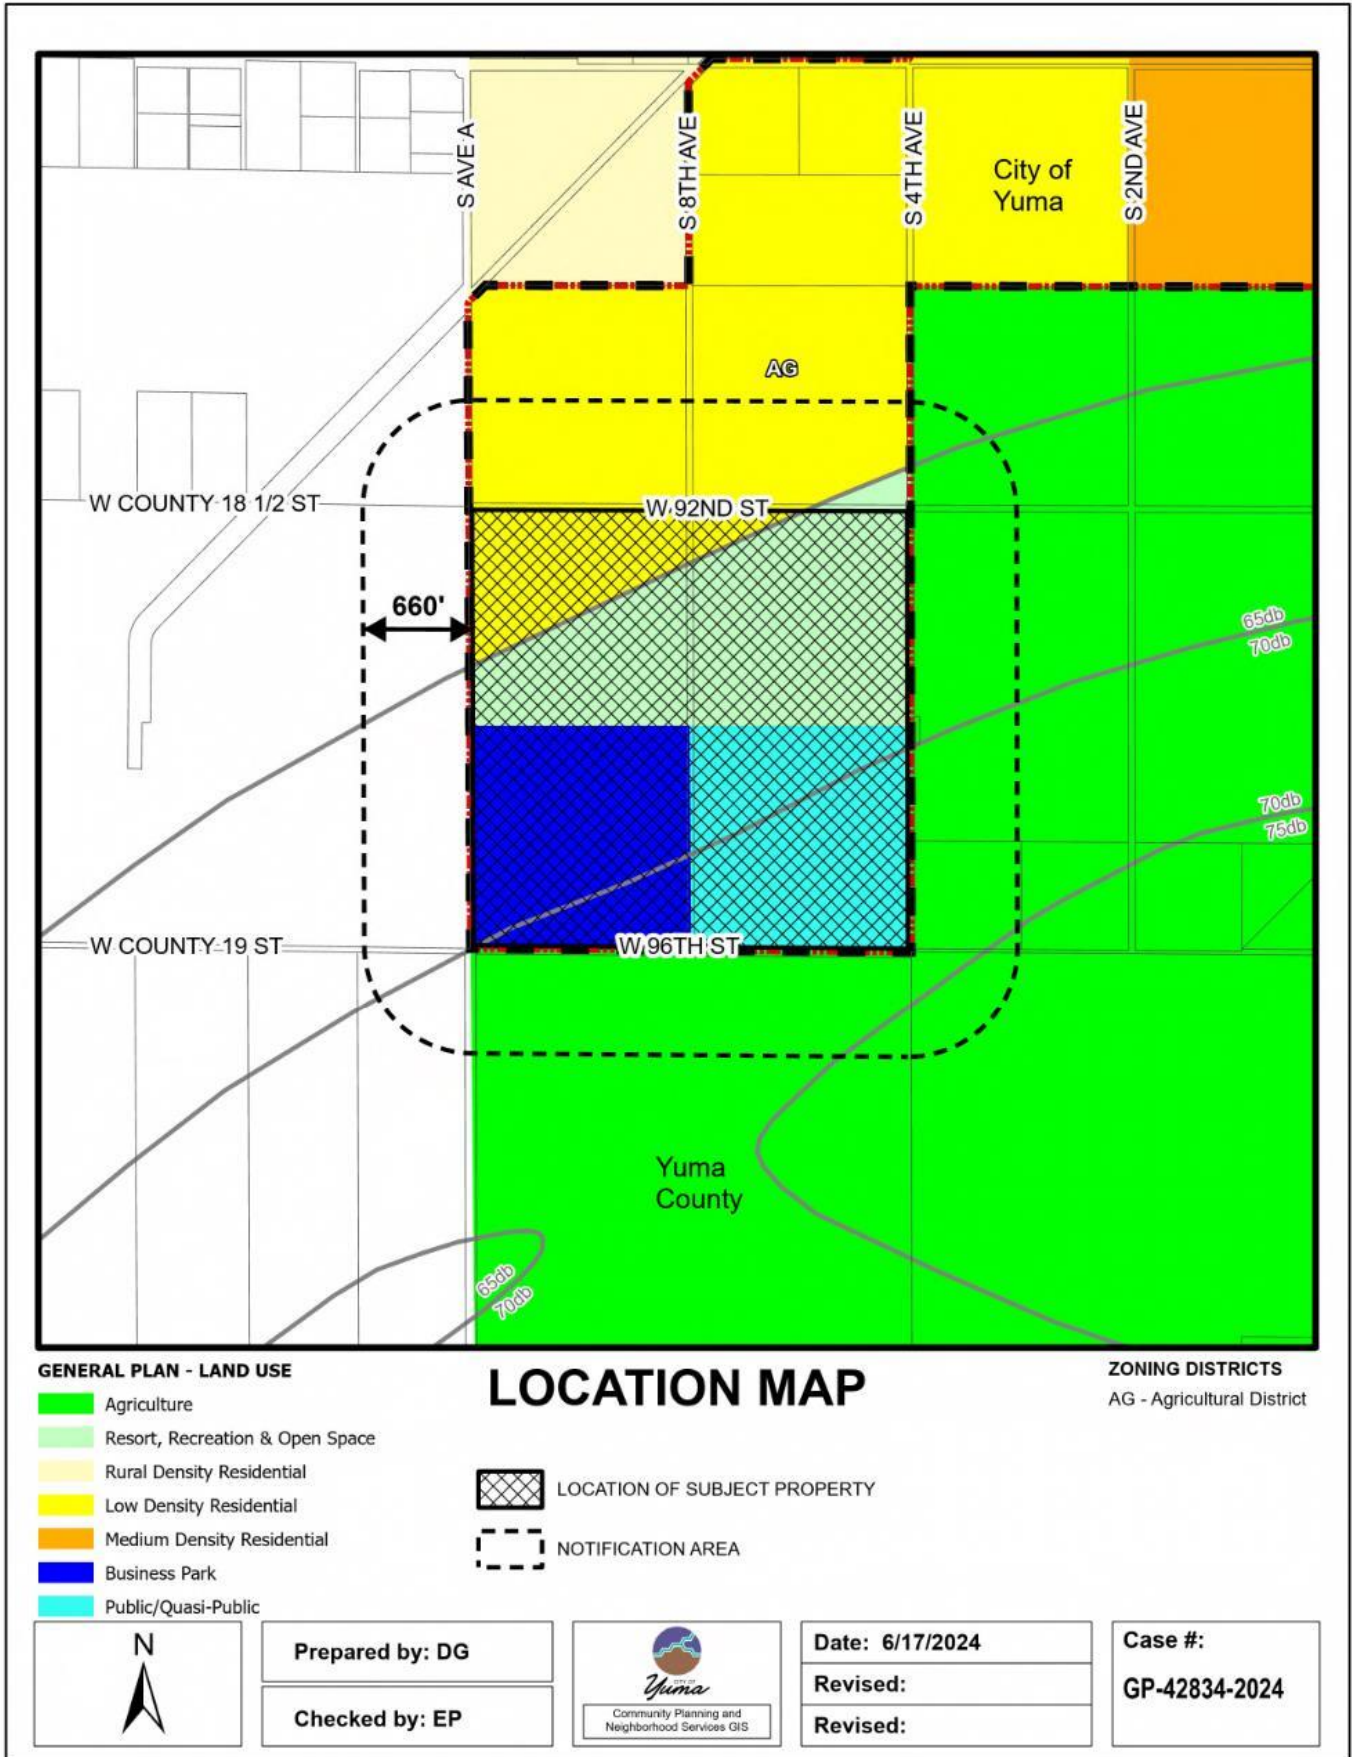 S AVE A
S 8TH AVE
S 4TH AVE
S 2ND AVE
City of
Yuma
AG
W COUNTY 18 1/2 ST
W 92ND ST
660'
65db
70db
70db
75db
W COUNTY 19 ST
W 96TH ST
Yuma
County
65db
70db
GENERAL PLAN - LAND USE
Agriculture
Resort, Recreation & Open Space
Rural Density Residential
Low Density Residential
Medium Density Residential
Business Park
Public/Quasi-Public
LOCATION MAP
LOCATION OF SUBJECT PROPERTY
NOTIFICATION AREA
ZONING DISTRICTS
AG - Agricultural District
N
Prepared by: DG
Checked by: EP
CITY OF
Yuma
Community Planning and
Neighborhood Services GIS
Date: 6/17/2024
Revised:
Revised:
Case #:
GP-42834-2024